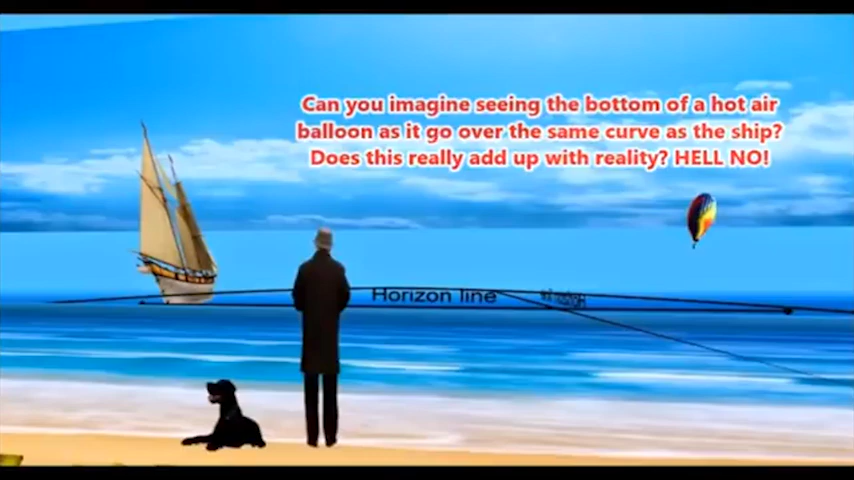 Can you imagine seeing the bottom of a hot air
balloon as it go over the same curve as the ship?
Does this really add up with reality? HELL NO!
Horizon line